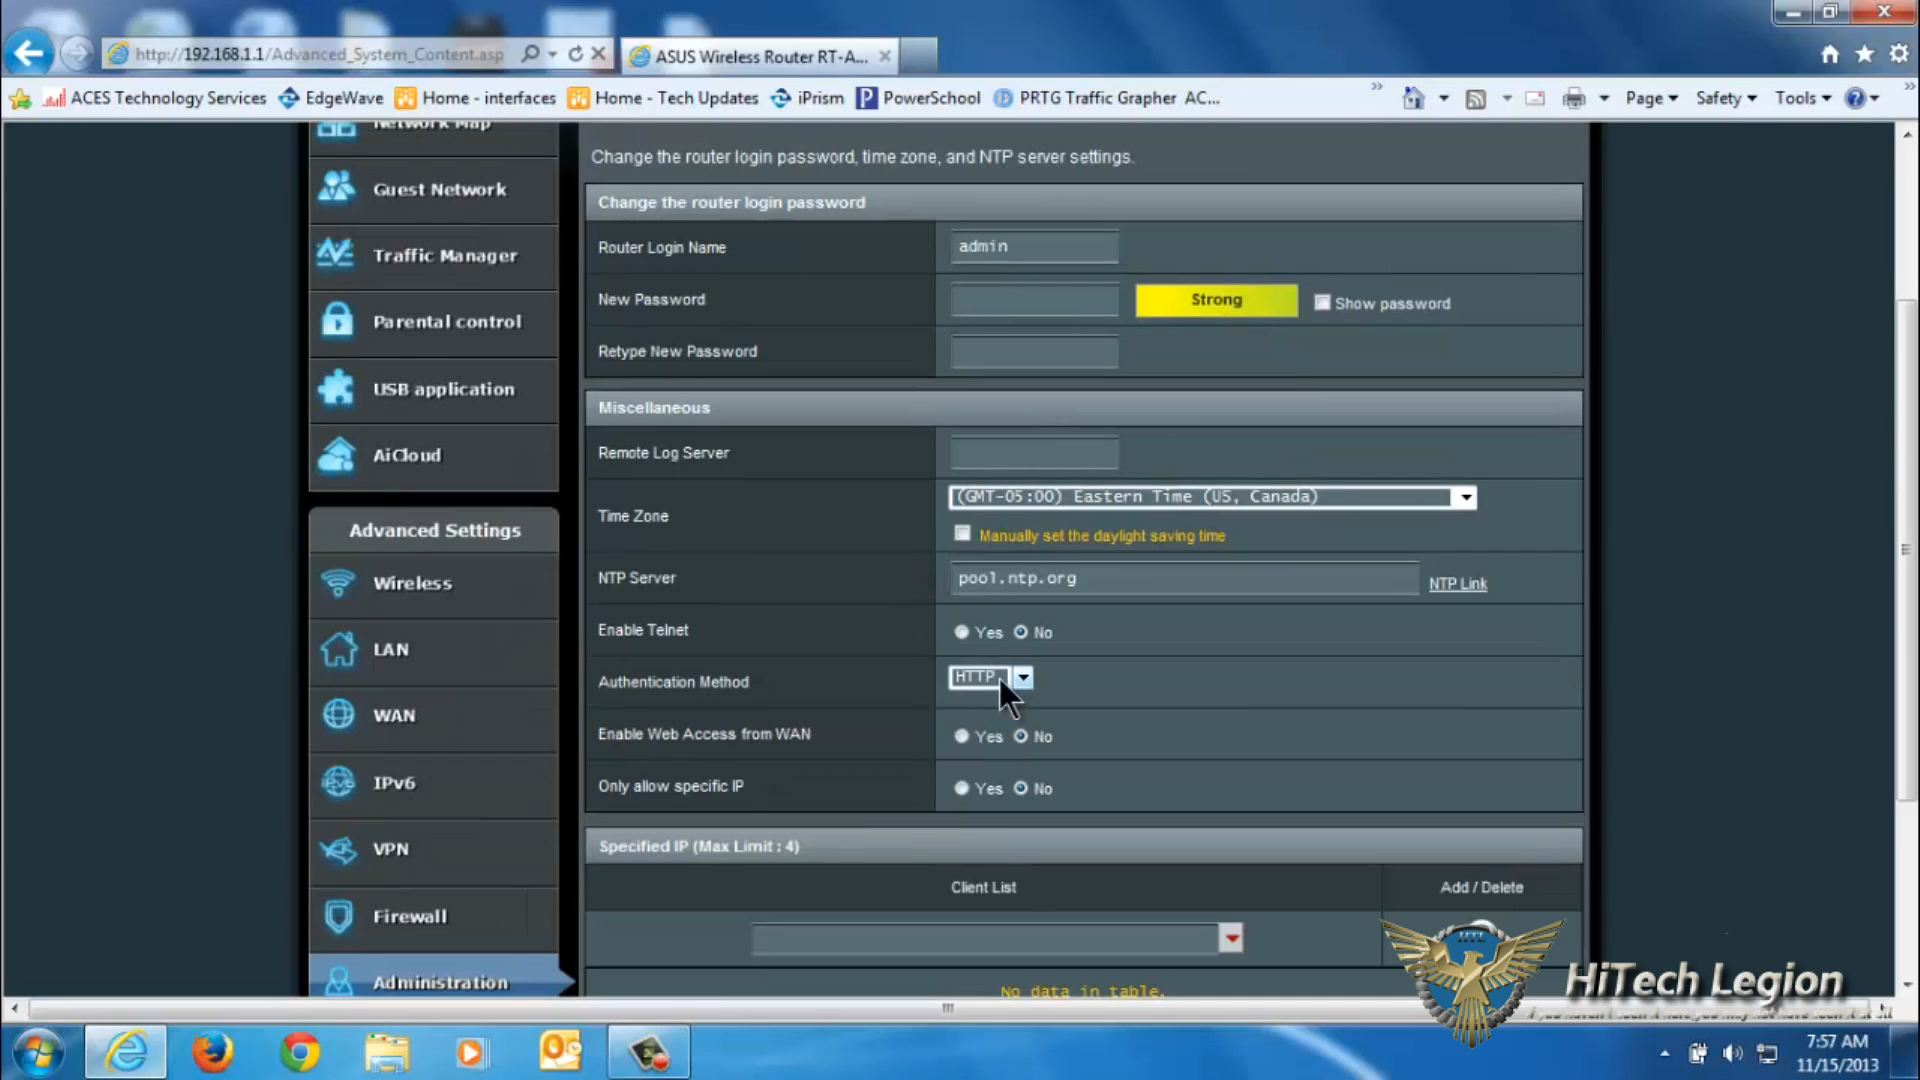 http://192.168.1.1/Advanced_System_Content.asp
ASUS Wireless Router RT-A...
ACES Technology Services
EdgeWave
Home - interfaces
Home - Tech Updates
iPrism
PowerSchool
PRTG Traffic Grapher AC...
Page
Safety
Tools
Network Map
Guest Network
Traffic Manager
Parental control
USB application
AiCloud
Advanced Settings
Wireless
LAN
WAN
IPv6
VPN
Firewall
Administration
Change the router login password, time zone, and NTP server settings.
Change the router login password
Router Login Name
admin
New Password
Strong
Show password
Retype New Password
Miscellaneous
Remote Log Server
Time Zone
(GMT-05:00) Eastern Time (US, Canada)
Manually set the daylight saving time
NTP Server
pool.ntp.org
NTP Link
Enable Telnet
Yes No
Authentication Method
HTTP
Enable Web Access from WAN
Yes No
Only allow specific IP
Yes No
Specified IP (Max Limit : 4)
Client List
Add / Delete
No data in table.
HiTech Legion
7:57 AM
11/15/2013